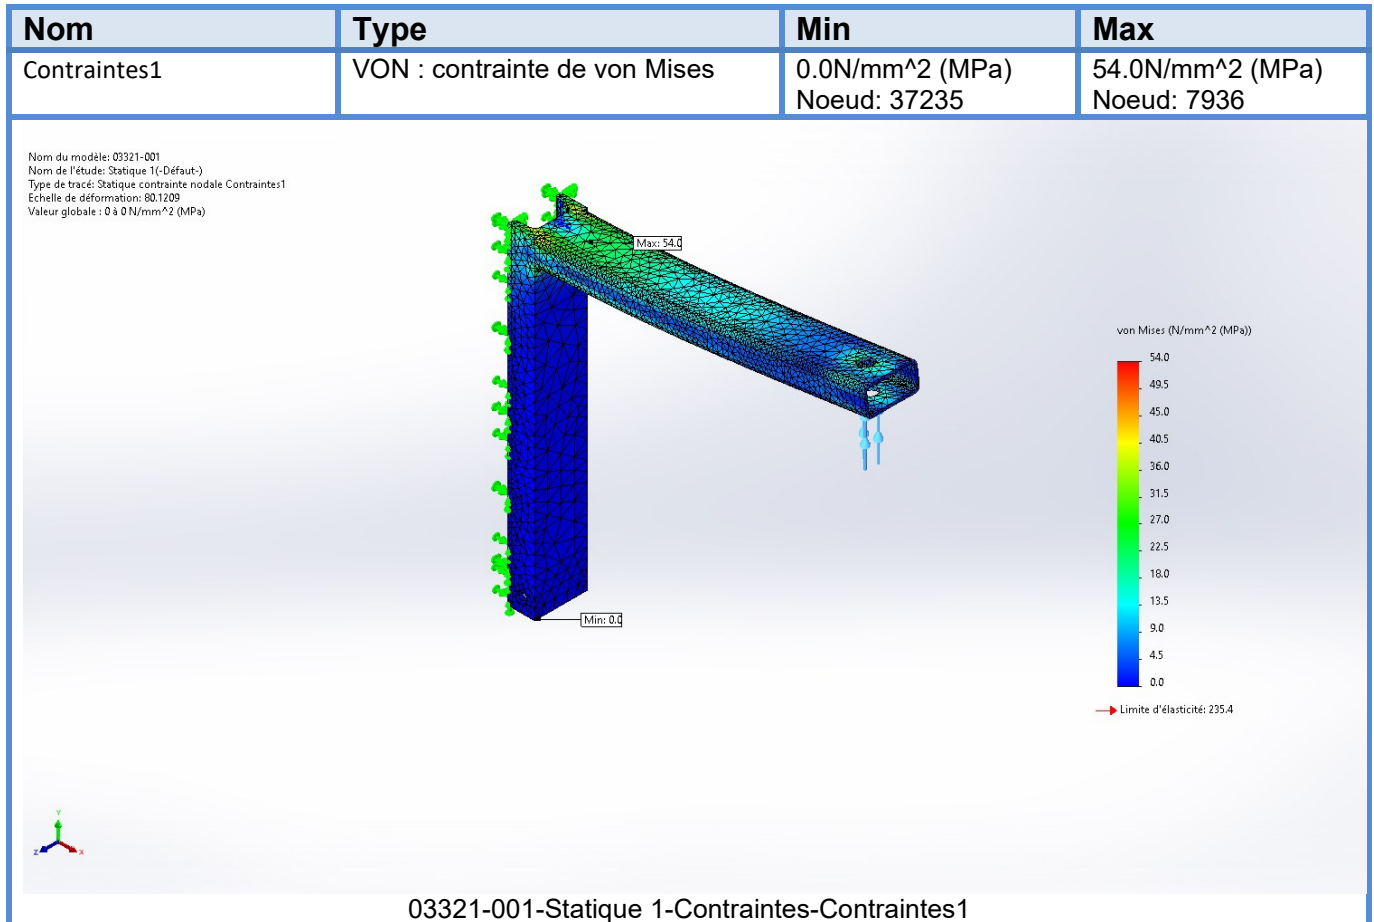 Nom Type Min Max
Contraintes1 VON : contrainte de von Mises 0.0N/mm^2 (MPa) 54.0N/mm^2 (MPa)
Noeud: 37235 Noeud: 7936
Nom du modèle: 03321-001
Nom de l'étude: Statique 1(-Défaut-)
Type de tracé: Statique contrainte nodale Contraintes1
Echelle de déformation: 80.1209
Valeur globale : 0 à 0 N/mm^2 (MPa)
Max: 54.0
von Mises (N/mm^2 (MPa))
54.0
49.5
45.0
40.5
36.0
31.5
27.0
22.5
18.0
13.5
9.0
4.5
0.0
Min: 0.0
Limite d'élasticité: 235.4
Y
Z X
03321-001-Statique 1-Contraintes-Contraintes1